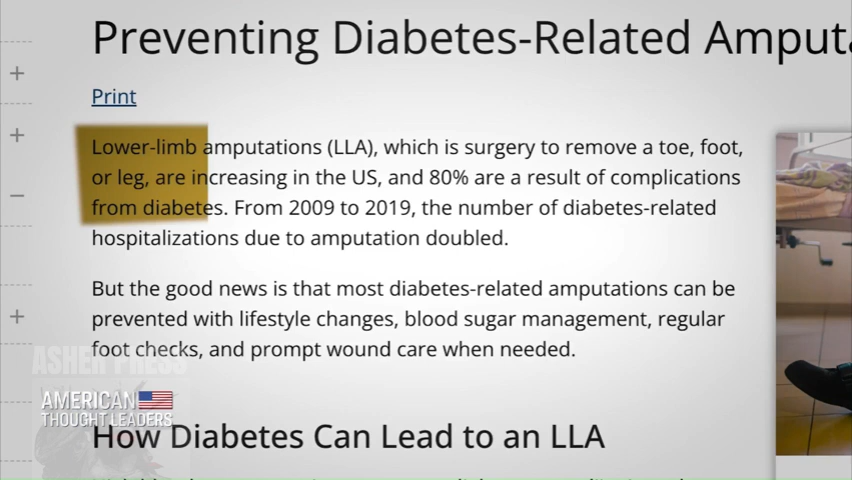 Preventing Diabetes-Related
Print
Lower-limb amputations (LLA), which is surgery to remove a toe, foot,
or leg, are increasing in the US, and 80% are a result of complications
from diabetes. From 2009 to 2019, the number of diabetes-related
hospitalizations due to amputation doubled.
But the good news is that most diabetes-related amputations can be
prevented with lifestyle changes, blood sugar management, regular
foot checks, and prompt wound care when needed.
ASHER PRESS
AMERICAN
THOUGHT LEADERS
How Diabetes Can Lead to an LLA